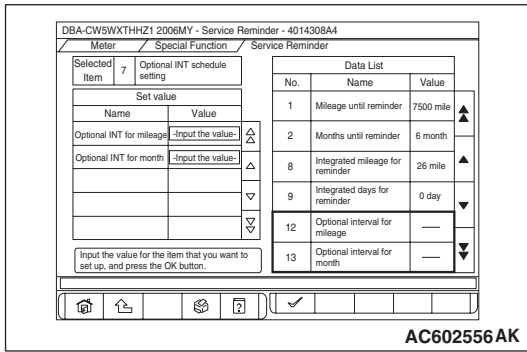 DBA-CW5WXTHHZ1 2006MY - Service Reminder - 4014308A4
Meter / Special Function / Service Reminder
Selected Item 7 Optional INT schedule setting
Set value
Name Value
Optional INT for mileage -Input the value-
Optional INT for month -Input the value-
Input the value for the item that you want to
set up, and press the OK button.
Data List
No. Name Value
1 Mileage until reminder 7500 mile
2 Months until reminder 6 month
8 Integrated mileage for reminder 26 mile
9 Integrated days for reminder 0 day
12 Optional interval for mileage —
13 Optional interval for month —
?
AC602556AK